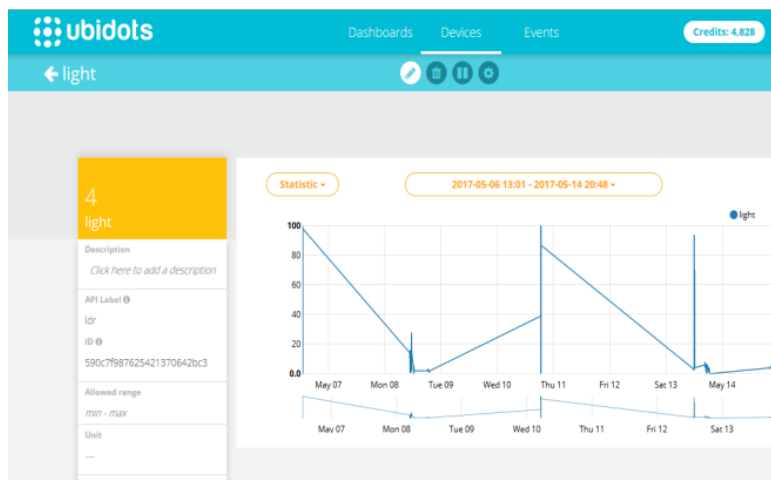 ubidots
Dashboards Devices Events
Credits: 4,828
light
4
light
Description
Click here to add a description
API Label
ldr
ID
590c7f987625421370642bc3
Allowed range
min - max
Unit
---
Statistic
2017-05-06 13:01 - 2017-05-14 20:48
light
100
80
60
40
20
0.0
May 07 Mon 08 Tue 09 Wed 10 Thu 11 Fri 12 Sat 13 May 14
May 07 Mon 08 Tue 09 Wed 10 Thu 11 Fri 12 Sat 13